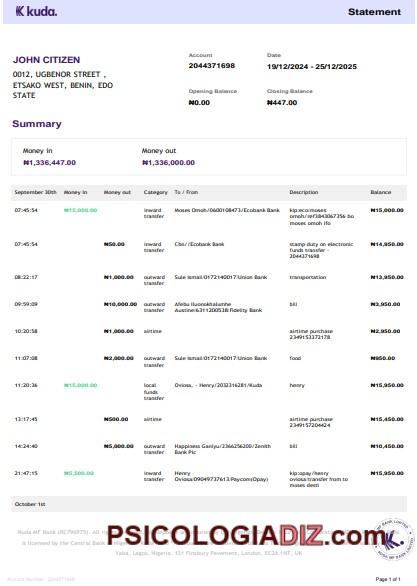 kuda.
Statement
JOHN CITIZEN
0012, UGBENOR STREET ,
ETSAKO WEST, BENIN, EDO
STATE
Account
2044371698
Date
19/12/2024 - 25/12/2025
Opening Balance
₦0.00
Closing Balance
₦447.00
Summary
Money in
₦1,336,447.00
Money out
₦1,336,000.00
September 30th Money in Money out Category To / From Description Balance
07:45:54 ₦15,000.00 inward transfer Moses Omoh/0600108473/Ecobank Bank kip:eco/moses omoh/ref3843067356 bo moses omoh ifo ₦15,000.00
07:45:54 ₦50.00 inward transfer Cbn/ /Ecobank Bank stamp duty on electronic funds transfer - 2044371698 ₦14,950.00
08:22:17 ₦1,000.00 outward transfer Sule Ismail/0172140017/Union Bank transportation ₦13,950.00
09:59:09 ₦10,000.00 outward transfer Afebu Iluonokhalumhe Austine/6311200538/Fidelity Bank bill ₦3,950.00
10:20:58 ₦1,000.00 airtime airtime purchase 2349153372178 ₦2,950.00
11:07:08 ₦2,000.00 outward transfer Sule Ismail/0172140017/Union Bank food ₦950.00
11:20:36 ₦15,000.00 local funds transfer Oviosa, - Henry/2032316281/Kuda henry ₦15,950.00
13:17:45 ₦500.00 airtime airtime purchase 2349157204424 ₦15,450.00
14:24:40 ₦5,000.00 outward transfer Happiness Ganiyu/2366256200/Zenith Bank Plc bill ₦10,450.00
21:47:15 ₦5,500.00 inward transfer Henry Oviosa/09049737613/Paycom(Opay) kip:opay/henry oviosa/transfer from to moses desti ₦15,950.00
October 1st
Kuda MF Bank (RC796975). All
is licensed by the Central Bank
Yaba, Lagos, Nigeria. 131 Finsbury Pavement, London, EC2A 1NT, UK
PSICOLOGIADIZ.com
Account Number - 2044371698
Page 1 of 1